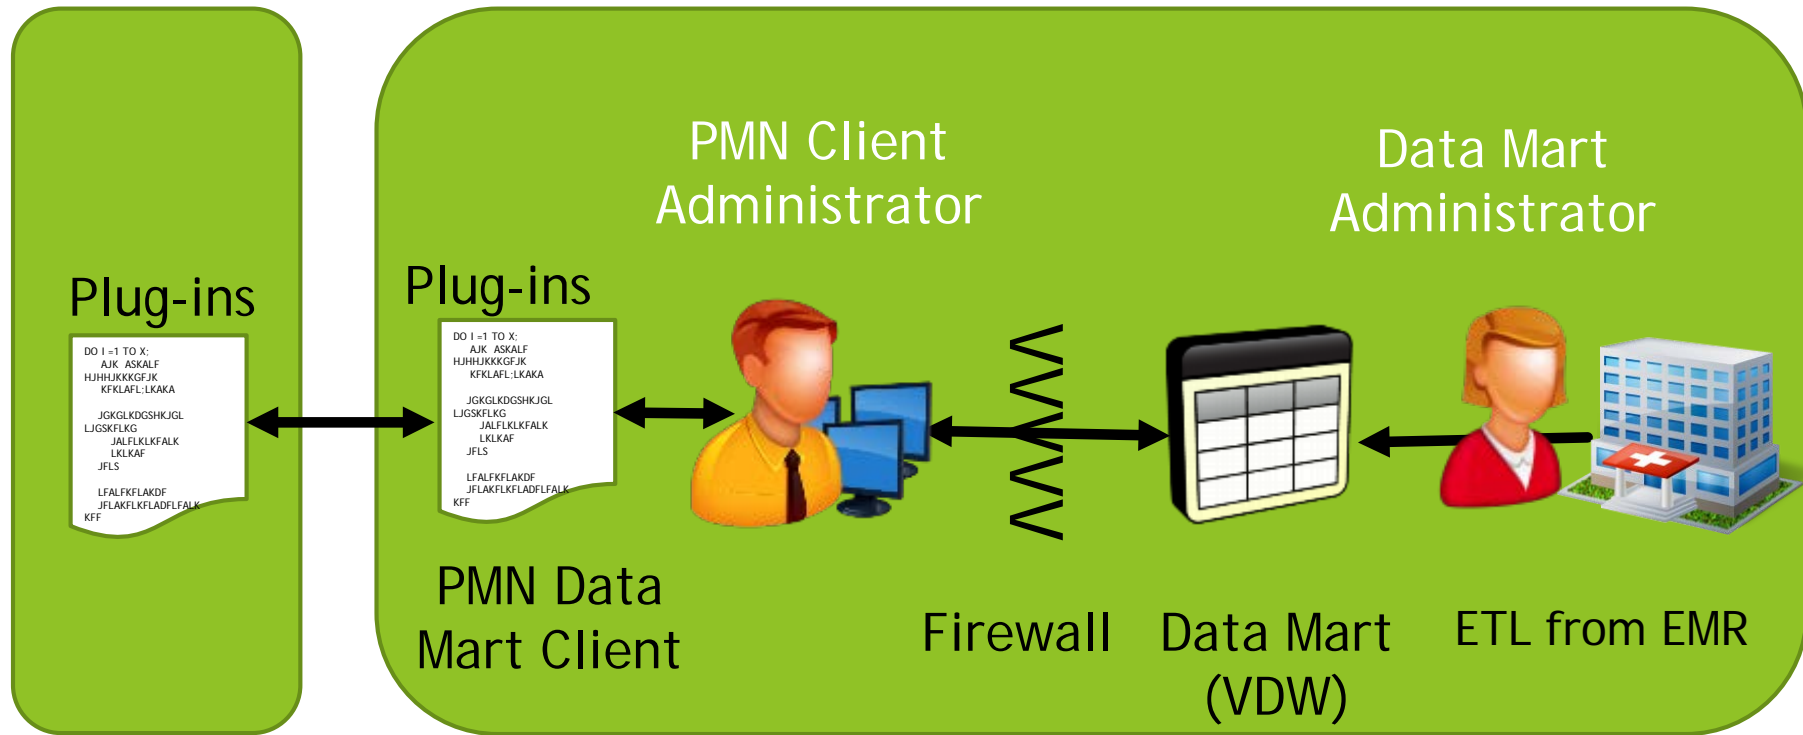 PMN Client
Administrator
Data Mart
Administrator
Plug-ins
DO I =1 TO X;
AJK ASKALF
HJHHJKKKGFJK
KFKLAFL;LKAKA
JGKGLKDGSHKJGL
LJGSKFLKG
JALFLKLKFALK
LKLKAF
JFLS
LFALFKFLAKDF
JFLAKFLKFLADFLFALK
KFF
Plug-ins
DO I =1 TO X;
AJK ASKALF
HJHHJKKKGFJK
KFKLAFL;LKAKA
JGKGLKDGSHKJGL
LJGSKFLKG
JALFLKLKFALK
LKLKAF
JFLS
LFALFKFLAKDF
JFLAKFLKFLADFLFALK
KFF
PMN Data
Mart Client
Firewall
Data Mart
(VDW)
ETL from EMR